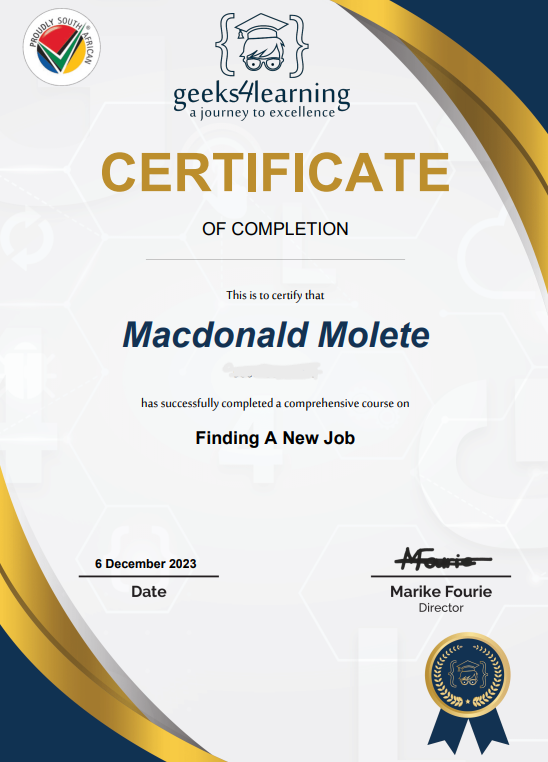 PROUDLY SOUTH AFRICAN
geeks4learning
a journey to excellence
CERTIFICATE
OF COMPLETION
This is to certify that
Macdonald Molete
has successfully completed a comprehensive course on
Finding A New Job
6 December 2023
Date
MFourie
Marike Fourie
Director